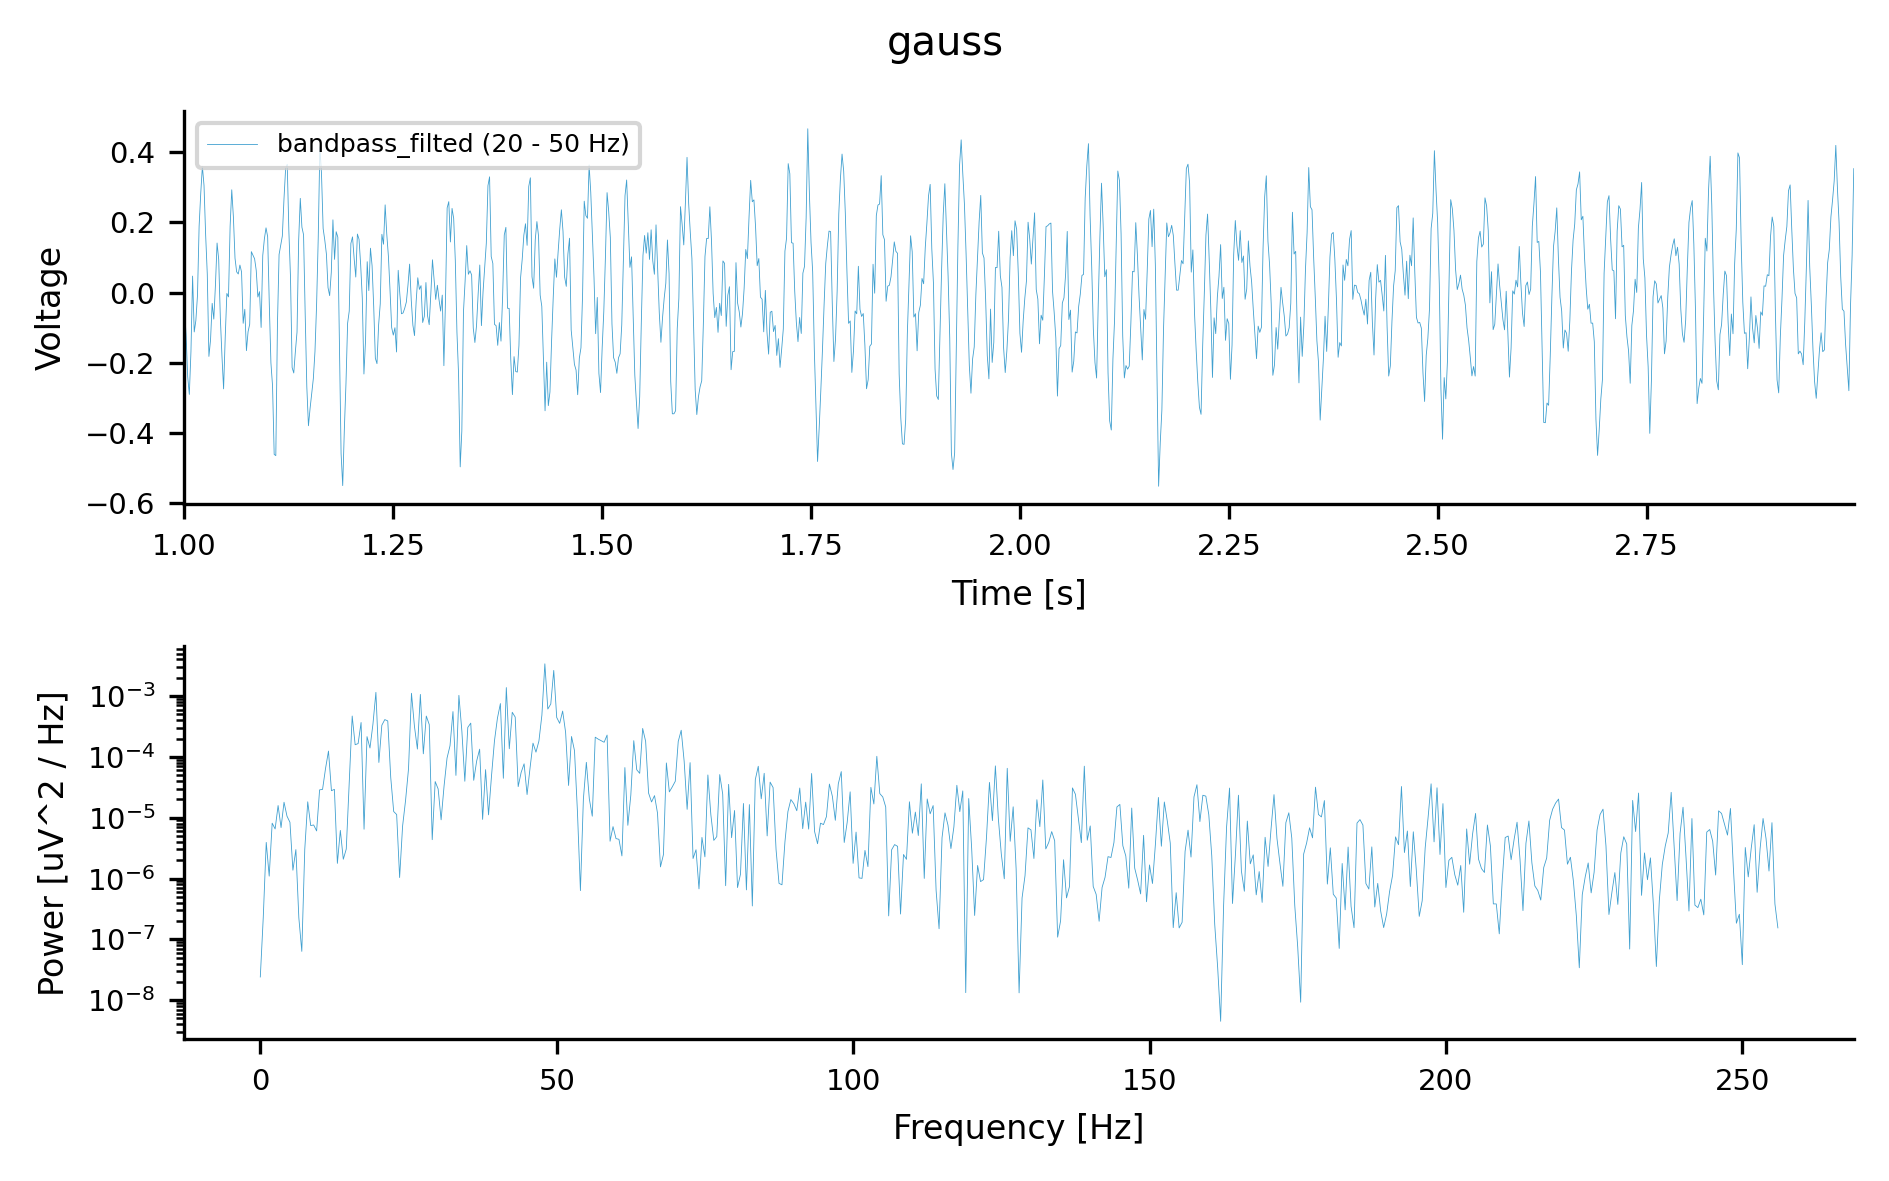 gauss
bandpass_filted (20 - 50 Hz)
Voltage
0.4
0.2
0.0
−0.2
−0.4
−0.6
1.00 1.25 1.50 1.75 2.00 2.25 2.50 2.75
Time [s]
Power [uV^2 / Hz]
10⁻³
10⁻⁴
10⁻⁵
10⁻⁶
10⁻⁷
10⁻⁸
0 50 100 150 200 250
Frequency [Hz]